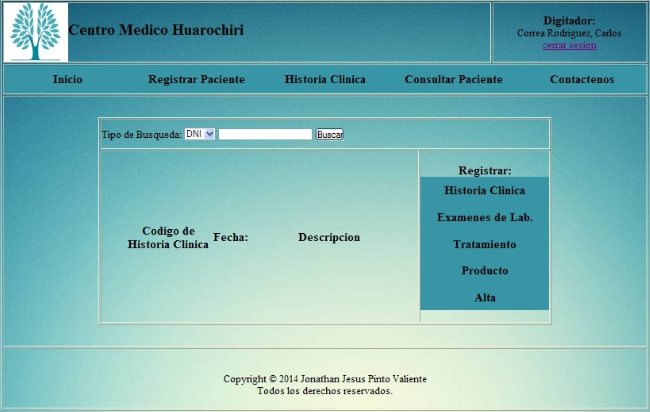 Centro Medico Huarochiri
Digitador:
Correa Rodriguez, Carlos
cerrar sesion
Inicio
Registrar Paciente
Historia Clinica
Consultar Paciente
Contactenos
Tipo de Busqueda: DNI Buscar
Codigo de
Historia Clinica
Fecha:
Descripcion
Registrar:
Historia Clínica
Examenes de Lab.
Tratamiento
Producto
Alta
Copyright © 2014 Jonathan Jesus Pinto Valiente
Todos los derechos reservados.